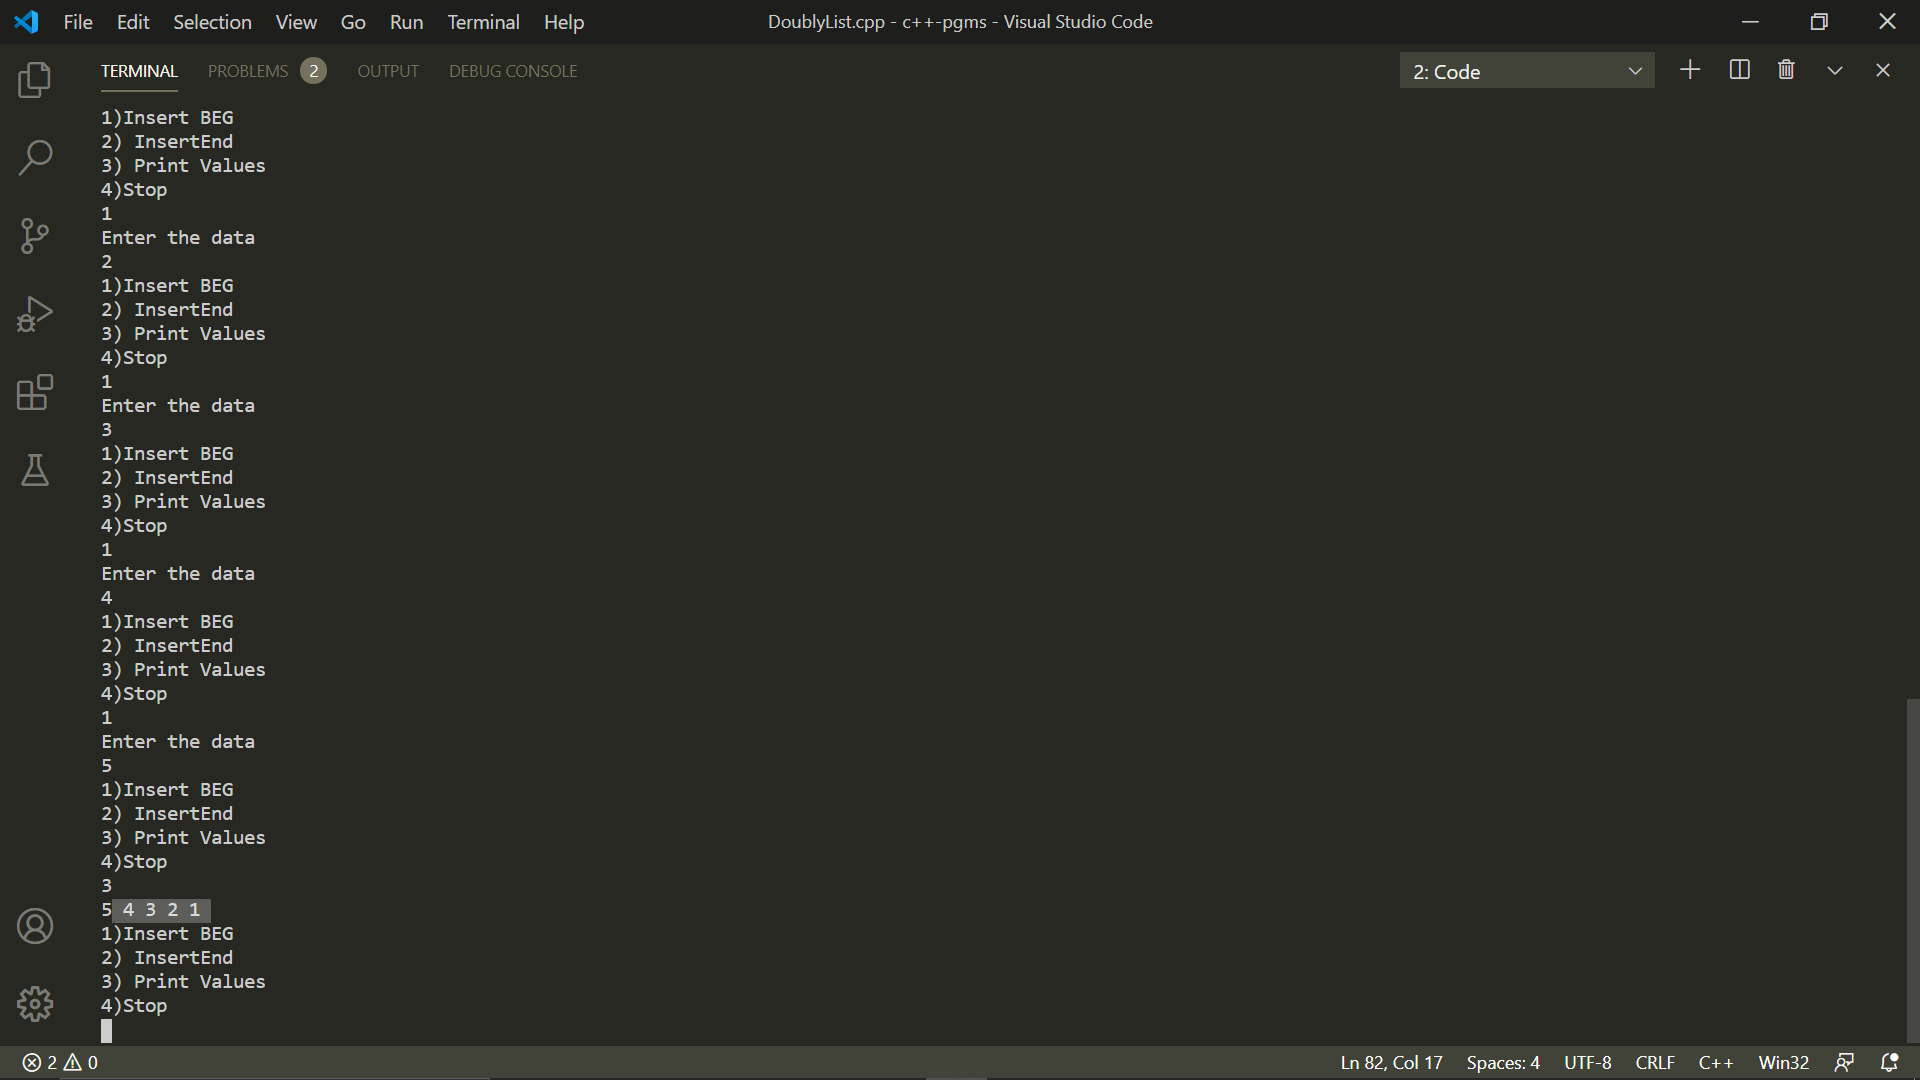 File Edit Selection View Go Run Terminal Help DoublyList.cpp - c++-pgms - Visual Studio Code
TERMINAL PROBLEMS 2 OUTPUT DEBUG CONSOLE 2: Code
1)Insert BEG
2) InsertEnd
3) Print Values
4)Stop
1
Enter the data
2
1)Insert BEG
2) InsertEnd
3) Print Values
4)Stop
1
Enter the data
3
1)Insert BEG
2) InsertEnd
3) Print Values
4)Stop
1
Enter the data
4
1)Insert BEG
2) InsertEnd
3) Print Values
4)Stop
1
Enter the data
5
1)Insert BEG
2) InsertEnd
3) Print Values
4)Stop
3
5 4 3 2 1
1)Insert BEG
2) InsertEnd
3) Print Values
4)Stop
2 0 Ln 82, Col 17 Spaces: 4 UTF-8 CRLF C++ Win32